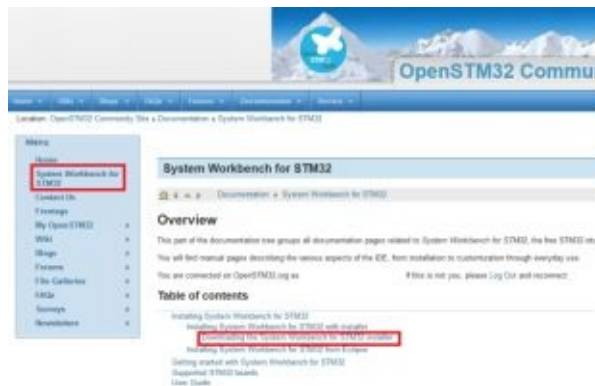 OpenSTM32 Commu
Home Wiki Blogs FAQs Forums Documentation
Location: OpenSTM32 Community Site » Documentation » System Workbench for STM32
Menu
Home
System Workbench for
STM32
Contact Us
Freetags
My OpenSTM32
Wiki
Blogs
Forums
File Galleries
FAQs
Surveys
Newsletters
System Workbench for STM32
Documentation » System Workbench for STM32
Overview
This part of the documentation tree groups all documentation pages related to System Workbench for STM32, the free STM32
You will find manual pages describing the various aspects of the IDE, from installation to customization through everyday use
You are connected on OpenSTM32.org as If this is not you, please Log Out and reconnect
Table of contents
Installing System Workbench for STM32
Installing System Workbench for STM32 with installer
Downloading the System Workbench for STM32 installer
Installing System Workbench for STM32 from Eclipse
Getting started with System Workbench for STM32
Supported STM32 boards
User Guide